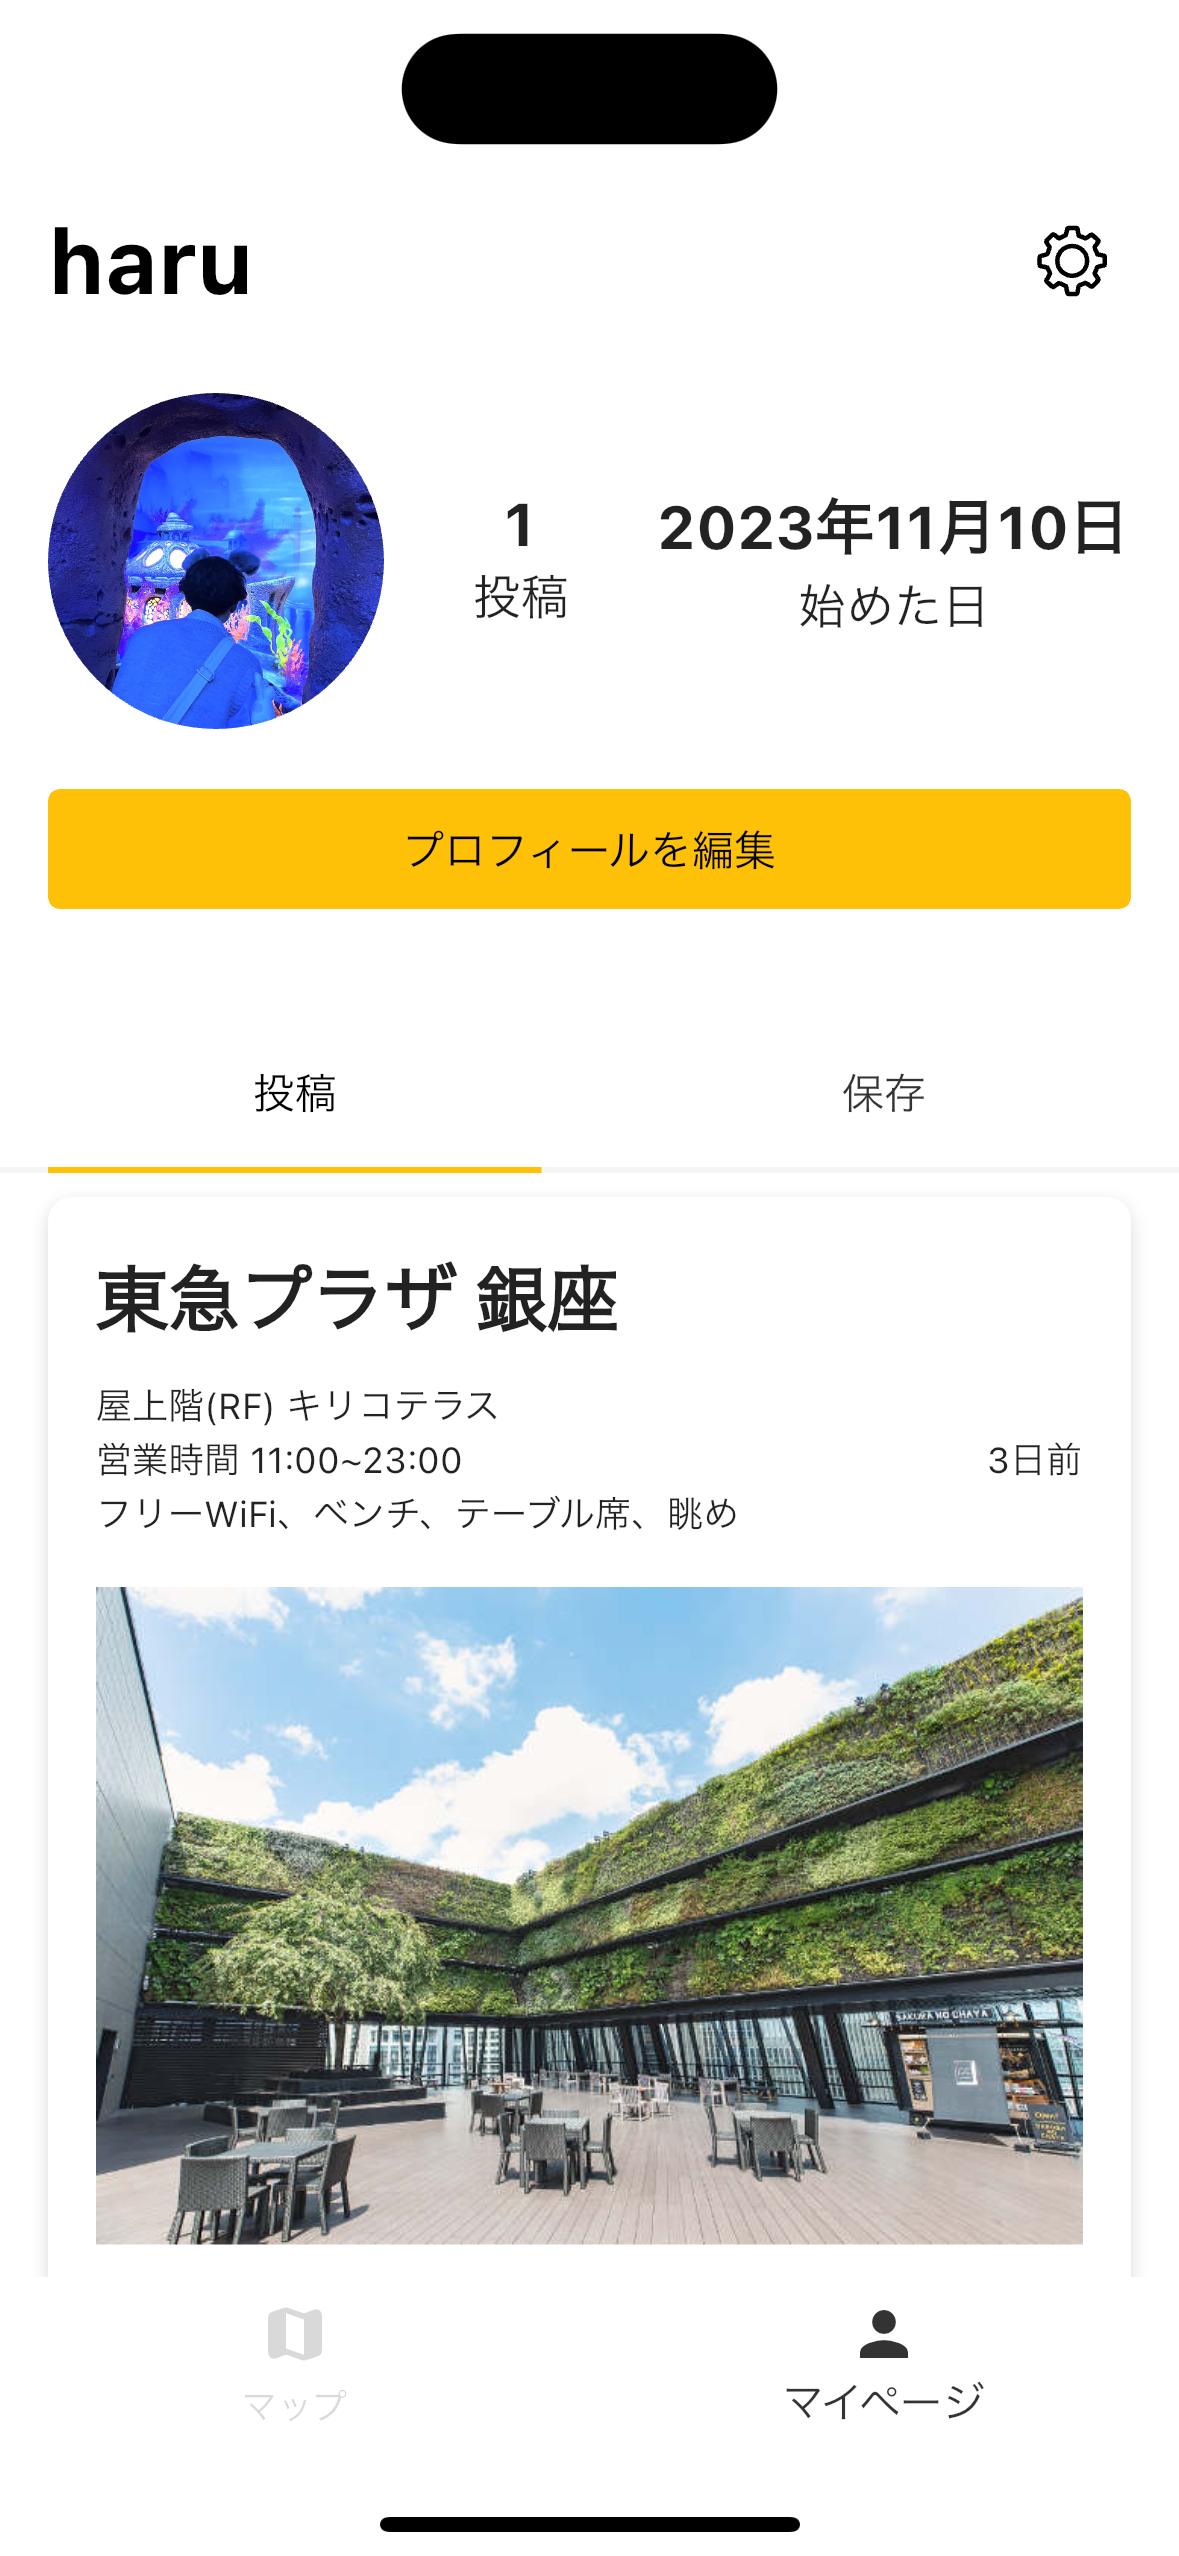 haru
1
投稿
2023年11月10日
始めた日
プロフィールを編集
投稿
保存
東急プラザ 銀座
屋上階(RF) キリコテラス
営業時間 11:00~23:00
フリーWiFi、ベンチ、テーブル席、眺め
3日前
SAKURA NO CHAYA
マップ
マイページ